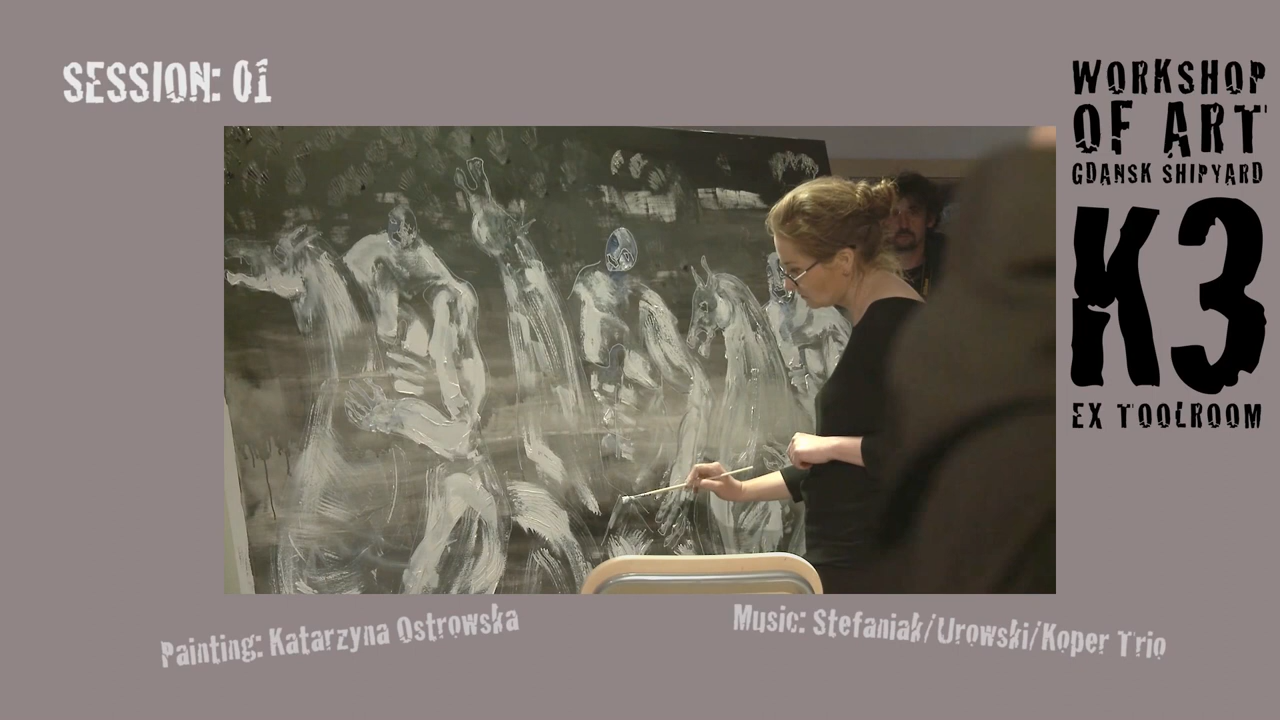 SESSION: 01
WORKSHOP
OF ART
GDANSK SHIPYARD
K3
EX TOOLROOM
Painting: Katarzyna Ostrowska
Music: Stefaniak/Urowski/Koper Trio